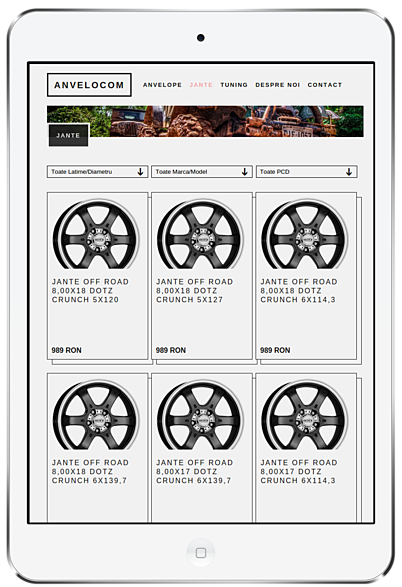 ANVELOCOM
ANVELOPE JANTE TUNING DESPRE NOI CONTACT
JANTE
Toate Latime/Diametru Toate Marca/Model Toate PCD
JANTE OFF ROAD
8,00X18 DOTZ
CRUNCH 5X120
989 RON
JANTE OFF ROAD
8,00X18 DOTZ
CRUNCH 5X127
989 RON
JANTE OFF ROAD
8,00X18 DOTZ
CRUNCH 6X114,3
989 RON
JANTE OFF ROAD
8,00X18 DOTZ
CRUNCH 6X139,7
JANTE OFF ROAD
8,00X17 DOTZ
CRUNCH 6X139,7
JANTE OFF ROAD
8,00X17 DOTZ
CRUNCH 6X114,3